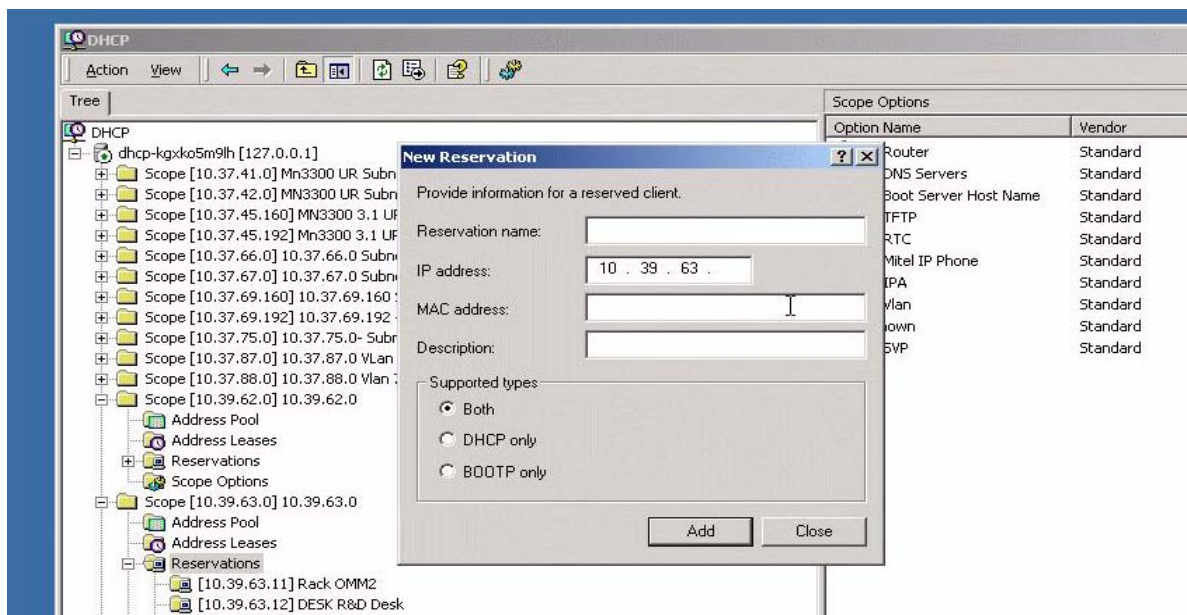 DHCP
Action View
Tree
DHCP
dhcp-kgxko5m9lh [127.0.0.1]
Scope [10.37.41.0] Mn3300 UR Subn
Scope [10.37.42.0] MN3300 UR Subn
Scope [10.37.45.160] MN3300 3.1 UF
Scope [10.37.45.192] Mn3300 3.1 UF
Scope [10.37.66.0] 10.37.66.0 Subn
Scope [10.37.67.0] 10.37.67.0 Subn
Scope [10.37.69.160] 10.37.69.160
Scope [10.37.69.192] 10.37.69.192 -
Scope [10.37.75.0] 10.37.75.0- Subr
Scope [10.37.87.0] 10.37.87.0 VLan
Scope [10.37.88.0] 10.37.88.0 Vlan
Scope [10.39.62.0] 10.39.62.0
Address Pool
Address Leases
Reservations
Scope Options
Scope [10.39.63.0] 10.39.63.0
Address Pool
Address Leases
Reservations
[10.39.63.11] Rack OMM2
[10.39.63.12] DESK R&D Desk
New Reservation
Provide information for a reserved client.
Reservation name:
IP address: 10 . 39 . 63 .
MAC address:
Description:
Supported types
Both
DHCP only
BOOTP only
Add Close
Scope Options
Option Name Vendor
Router Standard
DNS Servers Standard
Boot Server Host Name Standard
TFTP Standard
RTC Standard
Mitel IP Phone Standard
IPA Standard
Vlan Standard
own Standard
SVP Standard